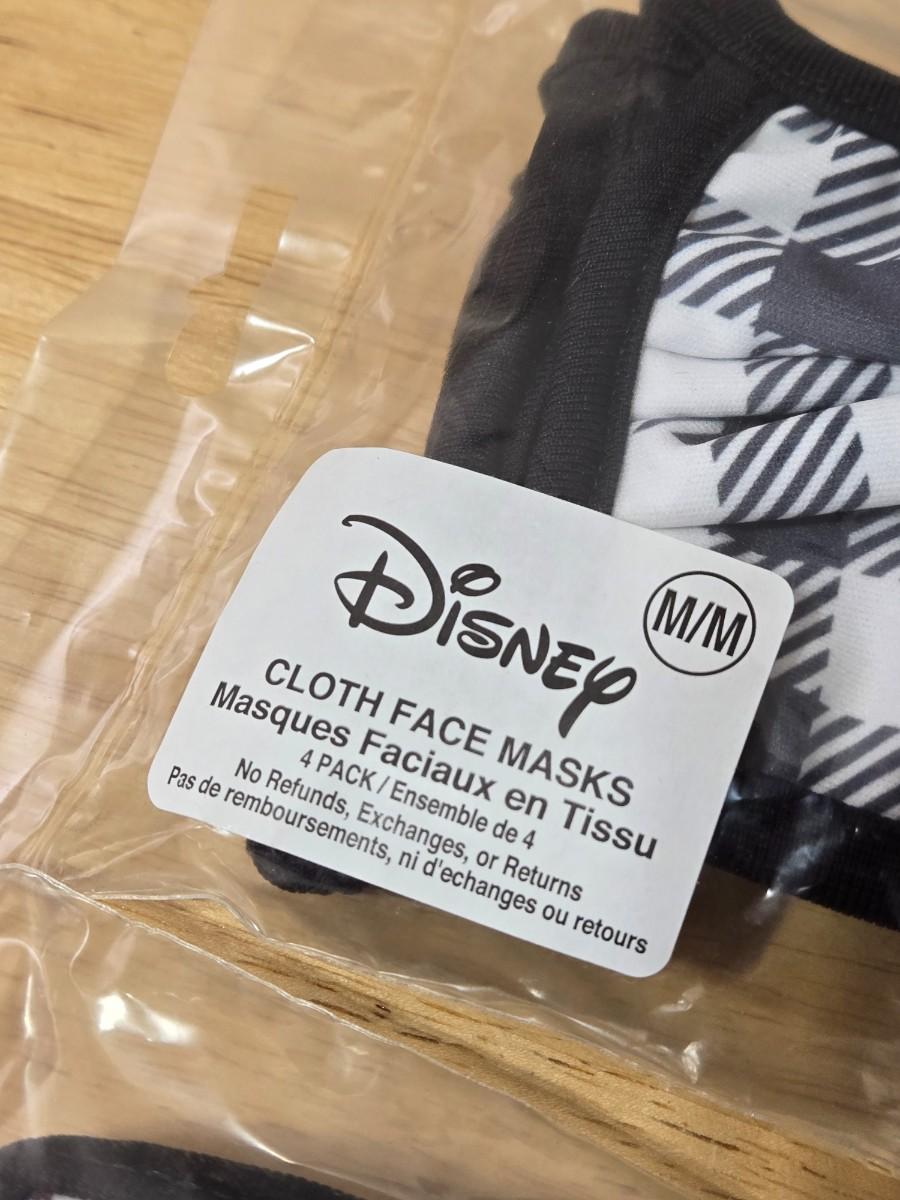 Disney
M/M
CLOTH FACE MASKS
Masques Faciaux en Tissu
4 PACK / Ensemble de 4
No Refunds, Exchanges, or Returns
Pas de remboursements, ni d'echanges ou retours